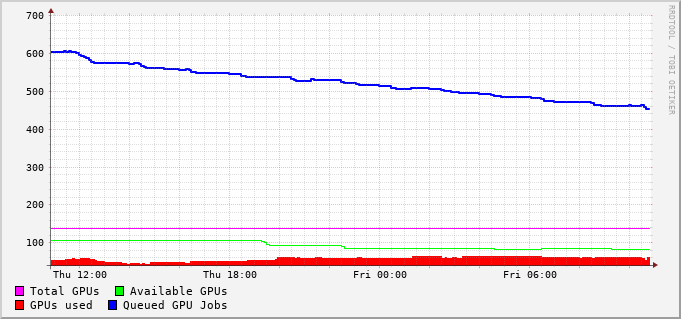 700
600
500
400
300
200
100
Thu 12:00 Thu 18:00 Fri 00:00 Fri 06:00
Total GPUs Available GPUs
GPUs used Queued GPU Jobs
RRDTOOL / TOBI OETIKER